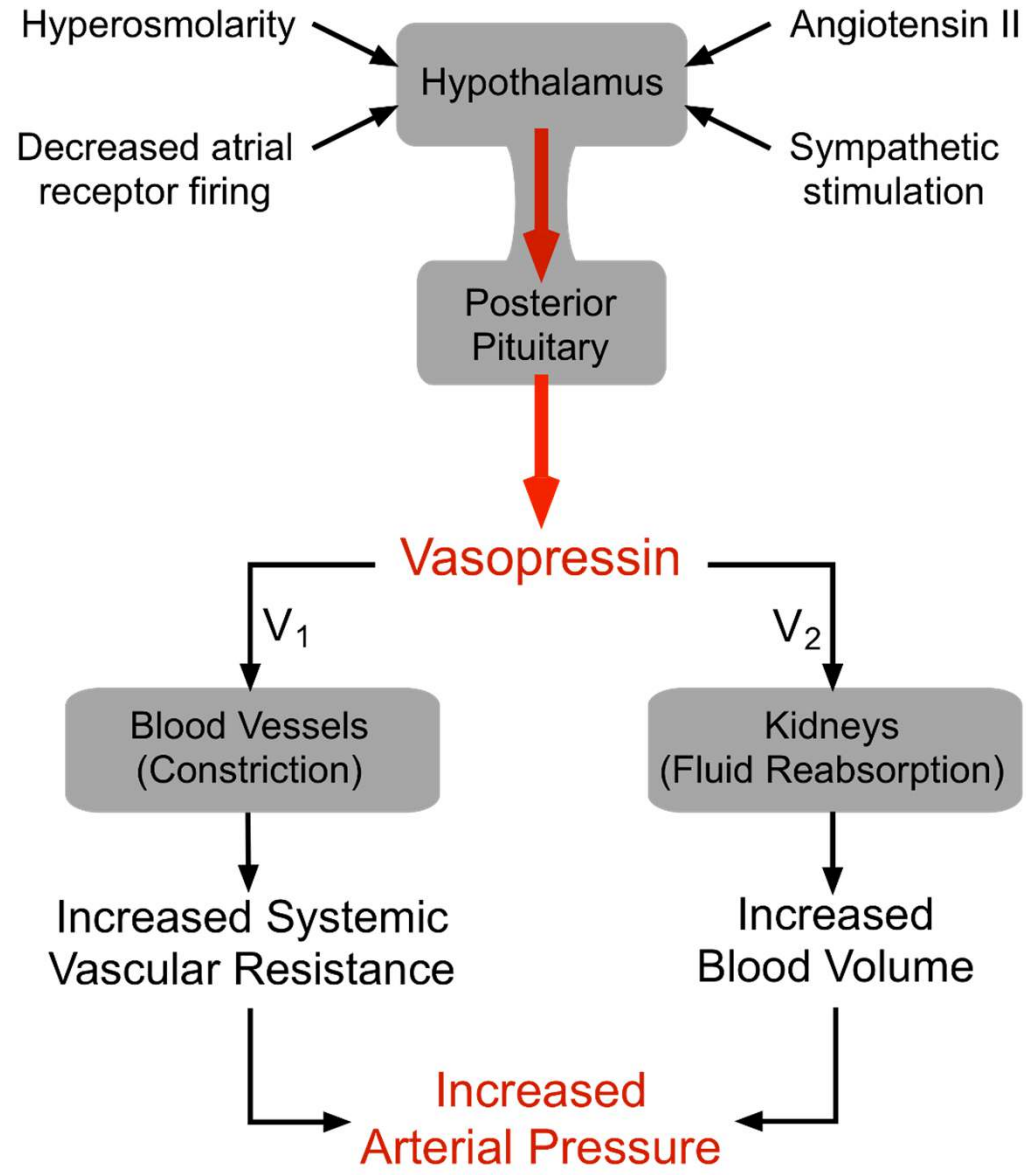 Hyperosmolarity
Angiotensin II
Hypothalamus
Decreased atrial
receptor firing
Sympathetic
stimulation
Posterior
Pituitary
Vasopressin
V₁
V₂
Blood Vessels
(Constriction)
Kidneys
(Fluid Reabsorption)
Increased Systemic
Vascular Resistance
Increased
Blood Volume
Increased
Arterial Pressure